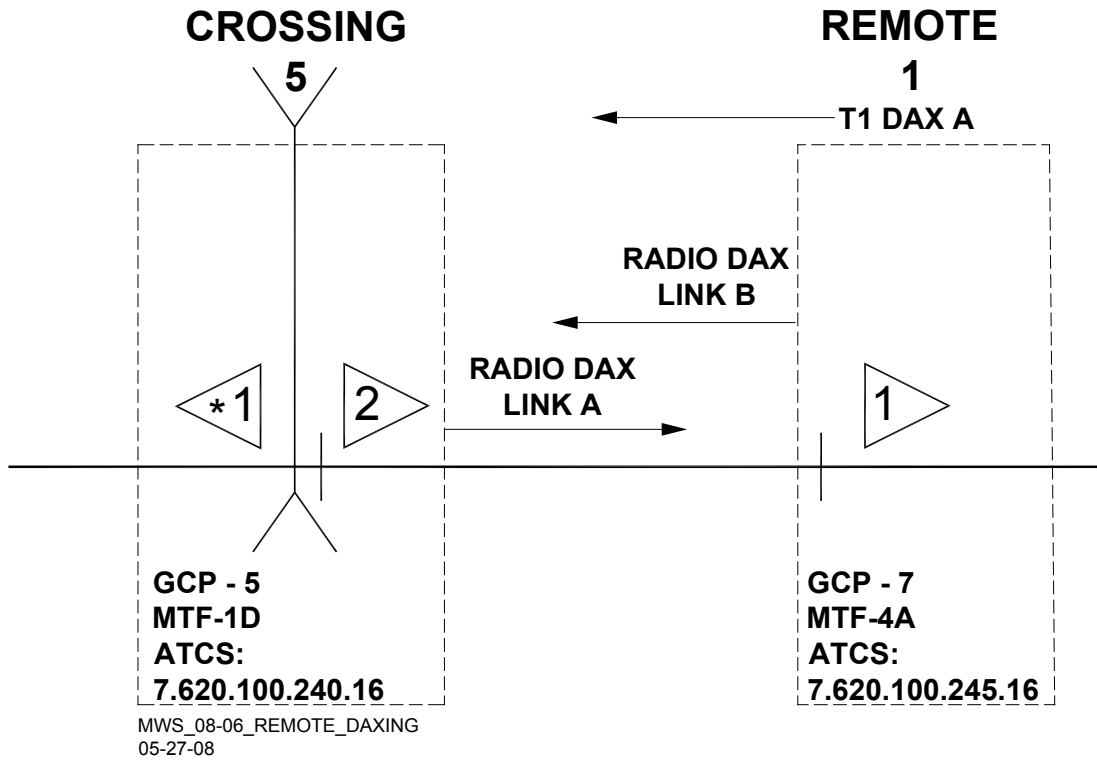 CROSSING
5
REMOTE
1
T1 DAX A
RADIO DAX
LINK B
RADIO DAX
LINK A
*1
2
1
GCP - 5
MTF-1D
ATCS:
7.620.100.240.16
GCP - 7
MTF-4A
ATCS:
7.620.100.245.16
MWS_08-06_REMOTE_DAXING
05-27-08